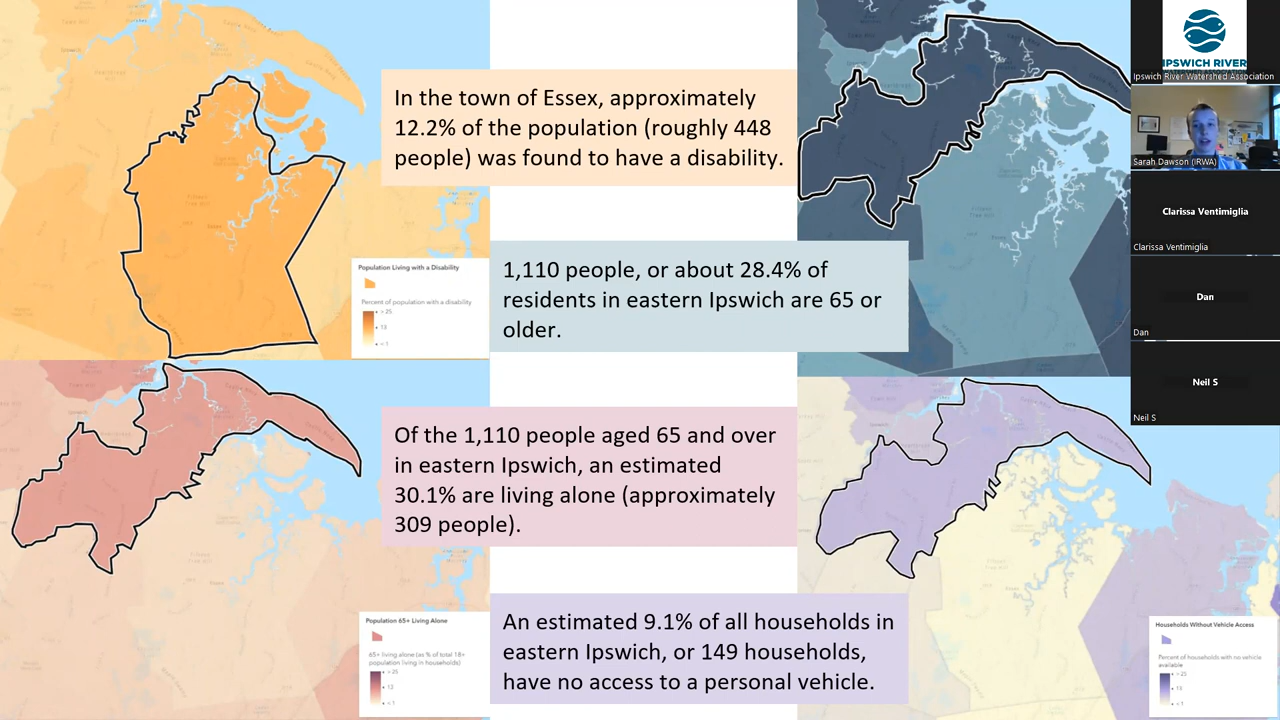 In the town of Essex, approximately
12.2% of the population (roughly 448
people) was found to have a disability.
Population Living with a Disability
Percent of population with a disability
> 25
13
< 1
1,110 people, or about 28.4% of
residents in eastern Ipswich are 65 or
older.
Of the 1,110 people aged 65 and over
in eastern Ipswich, an estimated
30.1% are living alone (approximately
309 people).
Population 65+ Living Alone
65+ living alone (as % of total 18+
population living in households)
> 25
13
< 1
An estimated 9.1% of all households in
eastern Ipswich, or 149 households,
have no access to a personal vehicle.
Households Without Vehicle Access
Percent of households with no vehicle
available
> 25
13
< 1
IPSWICH RIVER
Ipswich River Watershed Association
Sarah Dawson (IRWA)
Clarissa Ventimiglia
Clarissa Ventimiglia
Dan
Dan
Neil S
Neil S